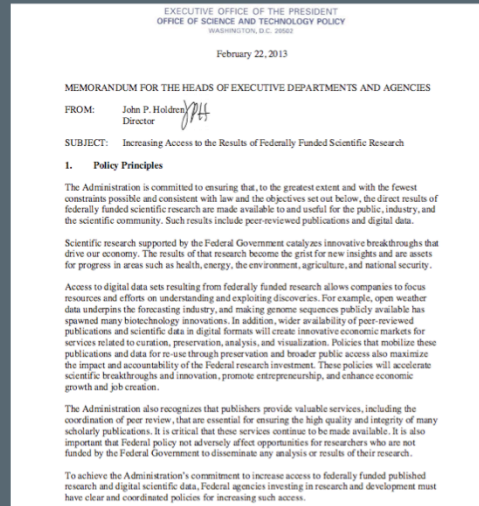 EXECUTIVE OFFICE OF THE PRESIDENT
OFFICE OF SCIENCE AND TECHNOLOGY POLICY
WASHINGTON, D.C. 20502
February 22, 2013
MEMORANDUM FOR THE HEADS OF EXECUTIVE DEPARTMENTS AND AGENCIES
FROM: John P. Holdren
Director
SUBJECT: Increasing Access to the Results of Federally Funded Scientific Research
1. Policy Principles
The Administration is committed to ensuring that, to the greatest extent and with the fewest
constraints possible and consistent with law and the objectives set out below, the direct results of
federally funded scientific research are made available to and useful for the public, industry, and
the scientific community. Such results include peer-reviewed publications and digital data.
Scientific research supported by the Federal Government catalyzes innovative breakthroughs that
drive our economy. The results of that research become the grist for new insights and are assets
for progress in areas such as health, energy, the environment, agriculture, and national security.
Access to digital data sets resulting from federally funded research allows companies to focus
resources and efforts on understanding and exploiting discoveries. For example, open weather
data underpins the forecasting industry, and making genome sequences publicly available has
spawned many biotechnology innovations. In addition, wider availability of peer-reviewed
publications and scientific data in digital formats will create innovative economic markets for
services related to curation, preservation, analysis, and visualization. Policies that mobilize these
publications and data for re-use through preservation and broader public access also maximize
the impact and accountability of the Federal research investment. These policies will accelerate
scientific breakthroughs and innovation, promote entrepreneurship, and enhance economic
growth and job creation.
The Administration also recognizes that publishers provide valuable services, including the
coordination of peer review, that are essential for ensuring the high quality and integrity of many
scholarly publications. It is critical that these services continue to be made available. It is also
important that Federal policy not adversely affect opportunities for researchers who are not
funded by the Federal Government to disseminate any analysis or results of their research.
To achieve the Administration's commitment to increase access to federally funded published
research and digital scientific data, Federal agencies investing in research and development must
have clear and coordinated policies for increasing such access.